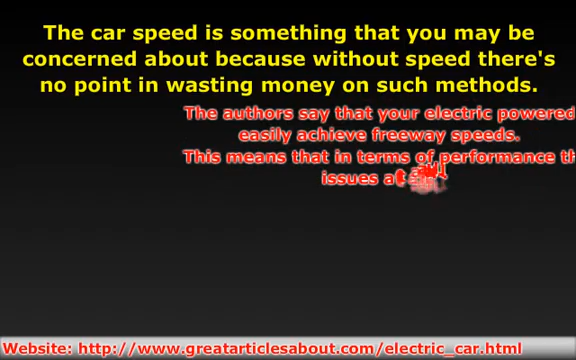 The car speed is something that you may be
concerned about because without speed there's
no point in wasting money on such methods.
The authors say that your electric powered
easily achieve freeway speeds.
This means that in terms of performance th
issues a
Website: http://www.greatarticlesabout.com/electric_car.html